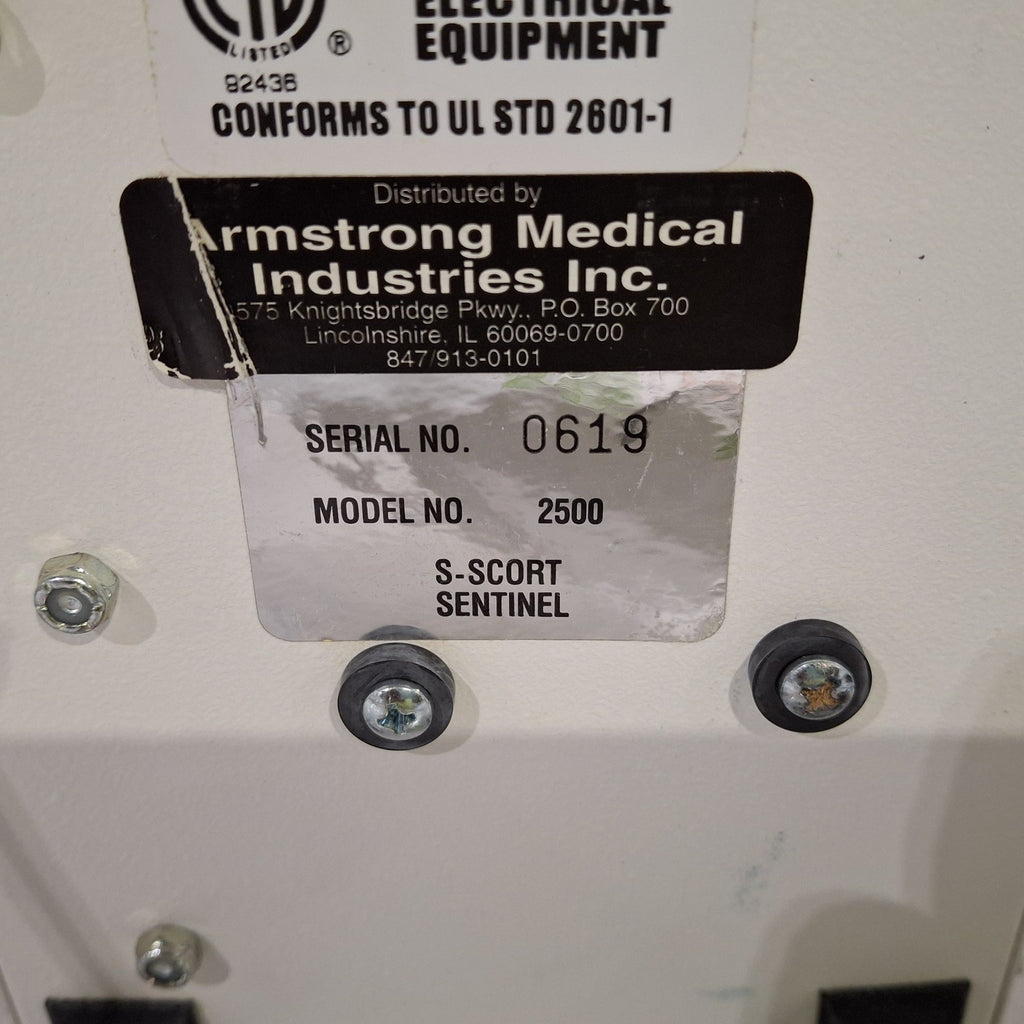 LISTED
®
92436
ELECTRICAL
EQUIPMENT
CONFORMS TO UL STD 2601-1
Distributed by
Armstrong Medical
Industries Inc.
575 Knightsbridge Pkwy., P.O. Box 700
Lincolnshire, IL 60069-0700
847/913-0101
SERIAL NO. 0619
MODEL NO. 2500
S-SCORT
SENTINEL